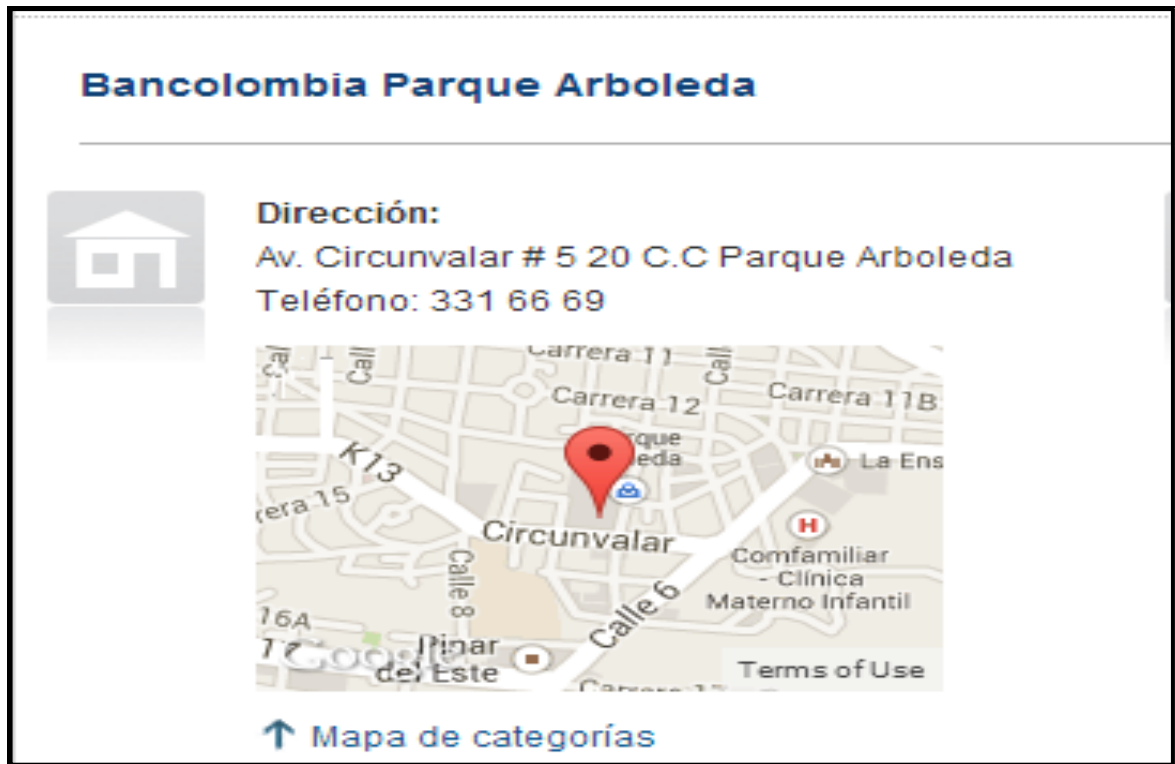 Bancolombia Parque Arboleda
Dirección:
Av. Circunvalar # 5 20 C.C Parque Arboleda
Teléfono: 331 66 69
Carrera 11
Carrera 12
Carrera 11B
K13
La Ens
rera 15
Circunvalar
H
Comfamiliar
- Clínica
Materno Infantil
Calle 8
Calle 6
16A
Pinar
del Este
Google
Terms of Use
Mapa de categorías